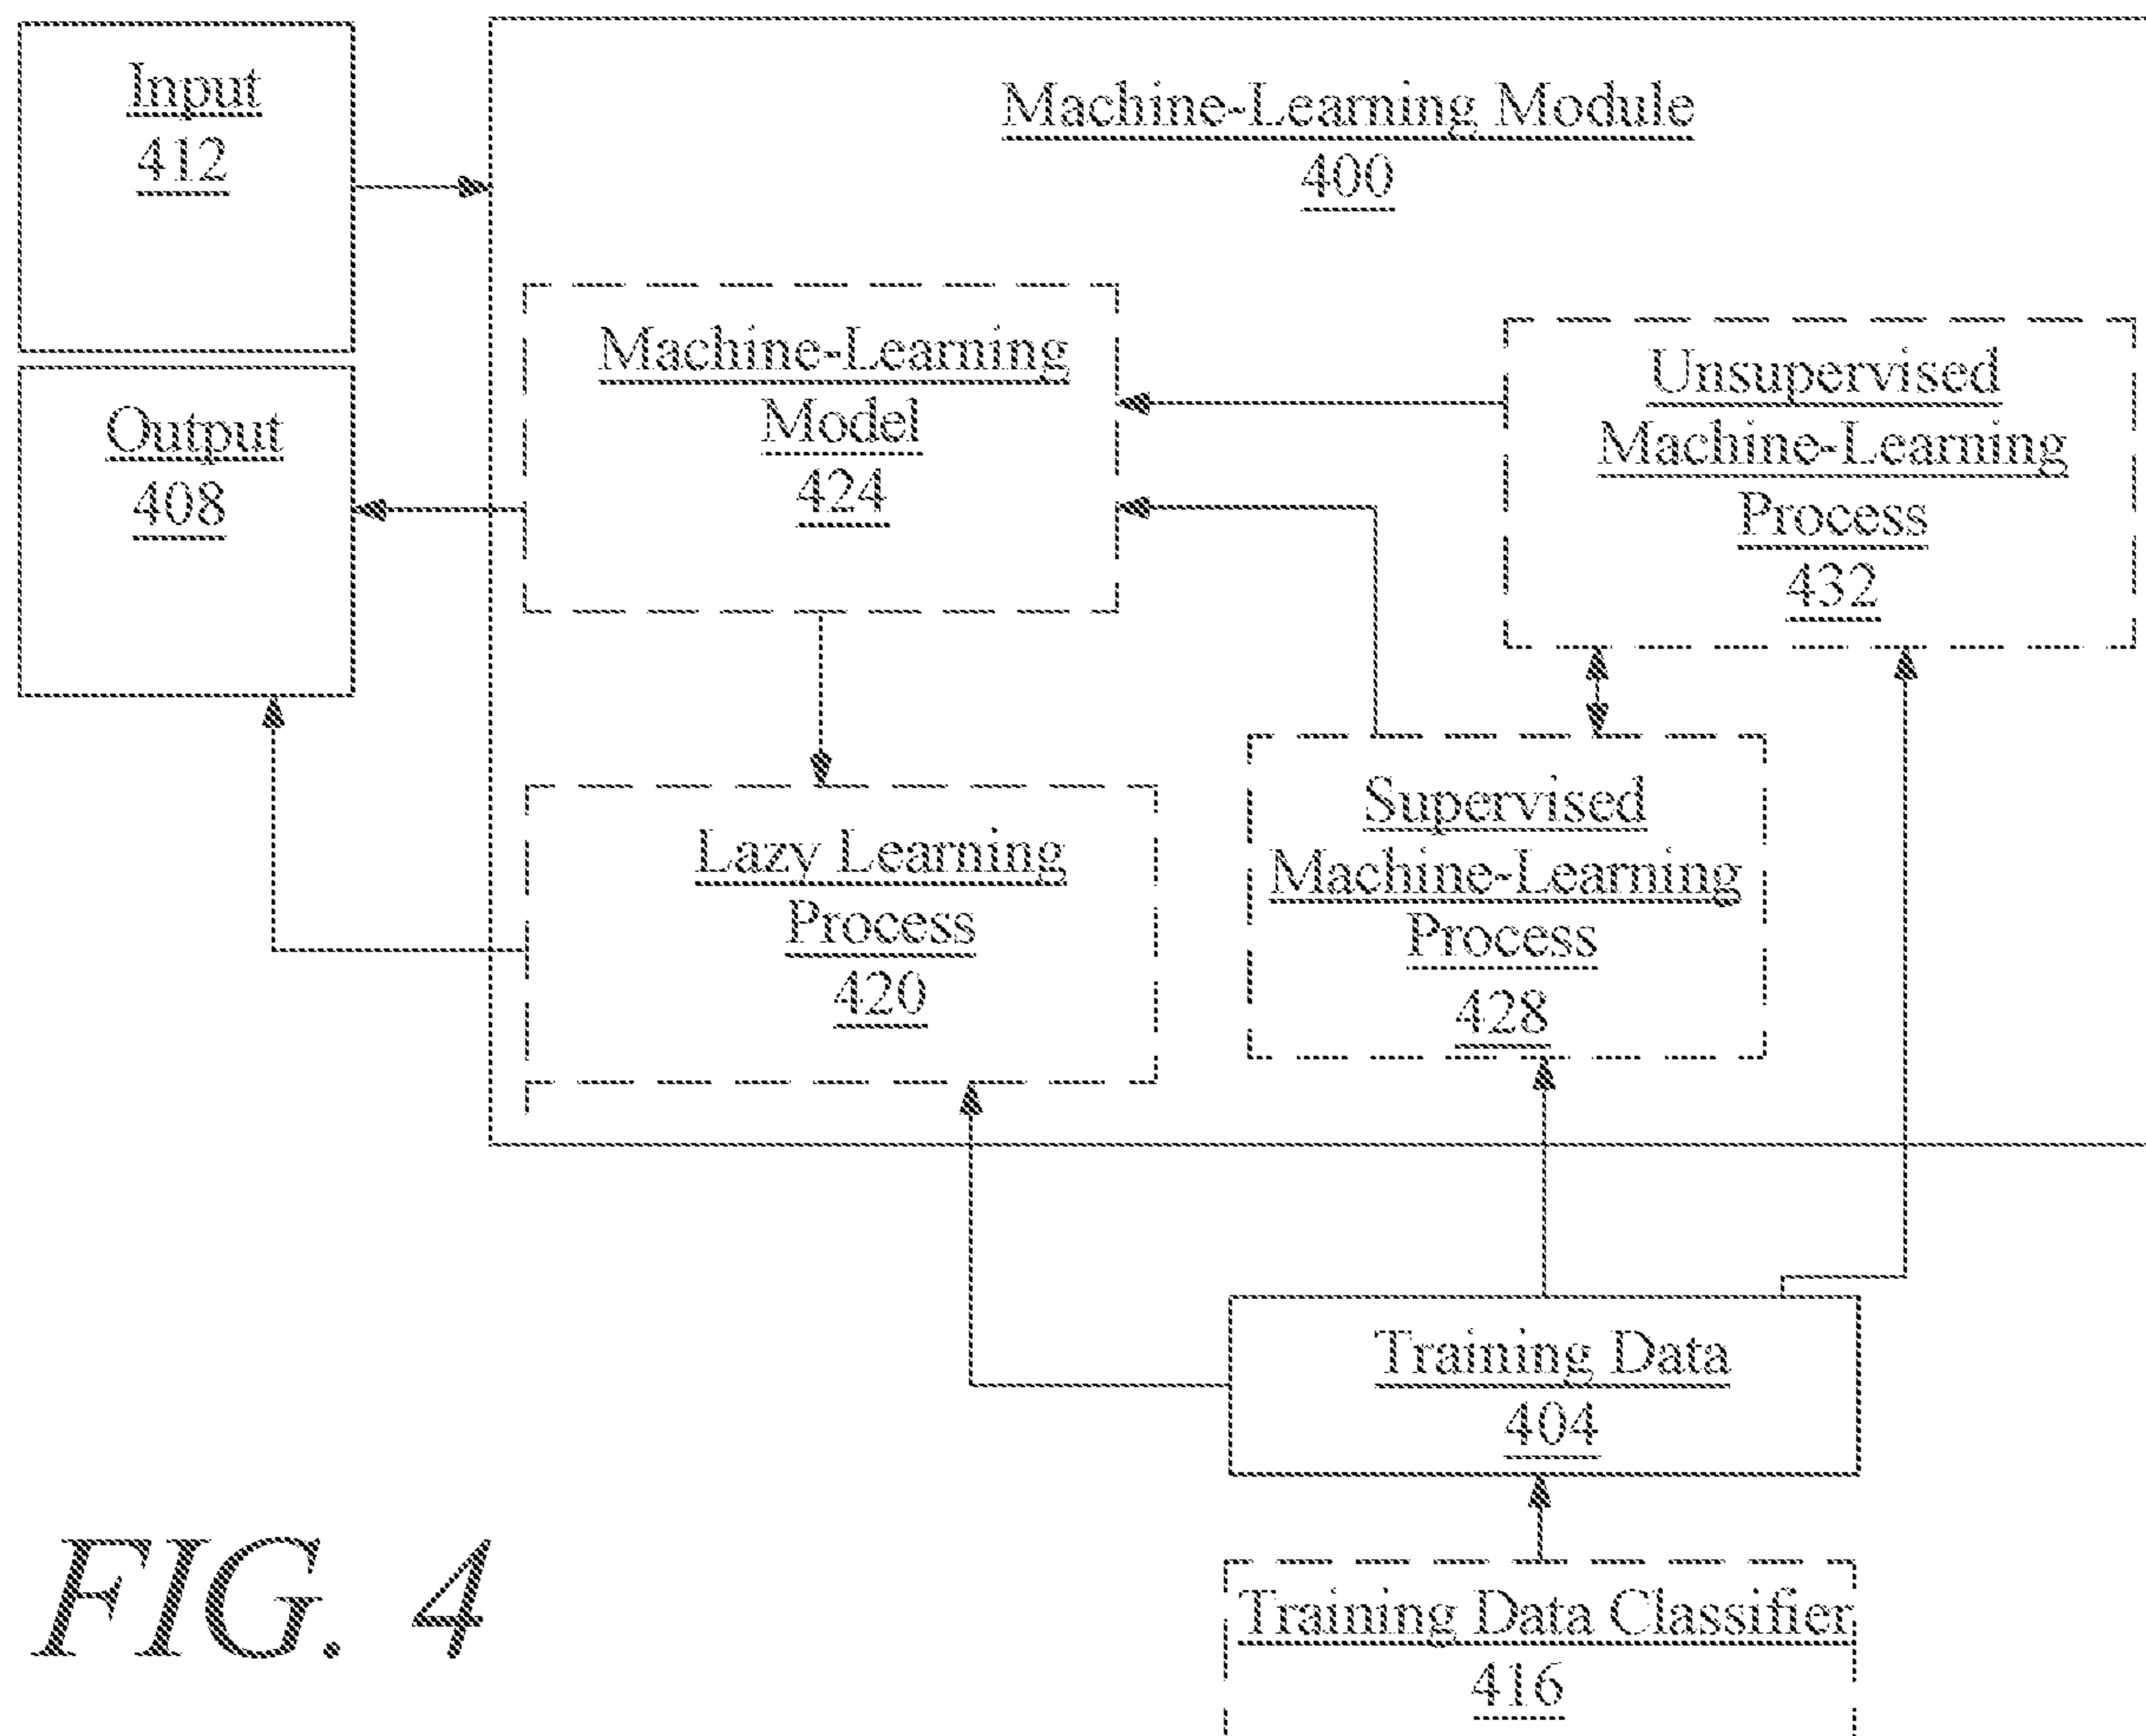 Input
412
Machine-Learning Module
400
Machine-Learning
Model
424
Unsupervised
Machine-Learning
Process
432
Output
408
Lazy Learning
Process
420
Supervised
Machine-Learning
Process
428
Training Data
404
Training Data Classifier
416
FIG. 4